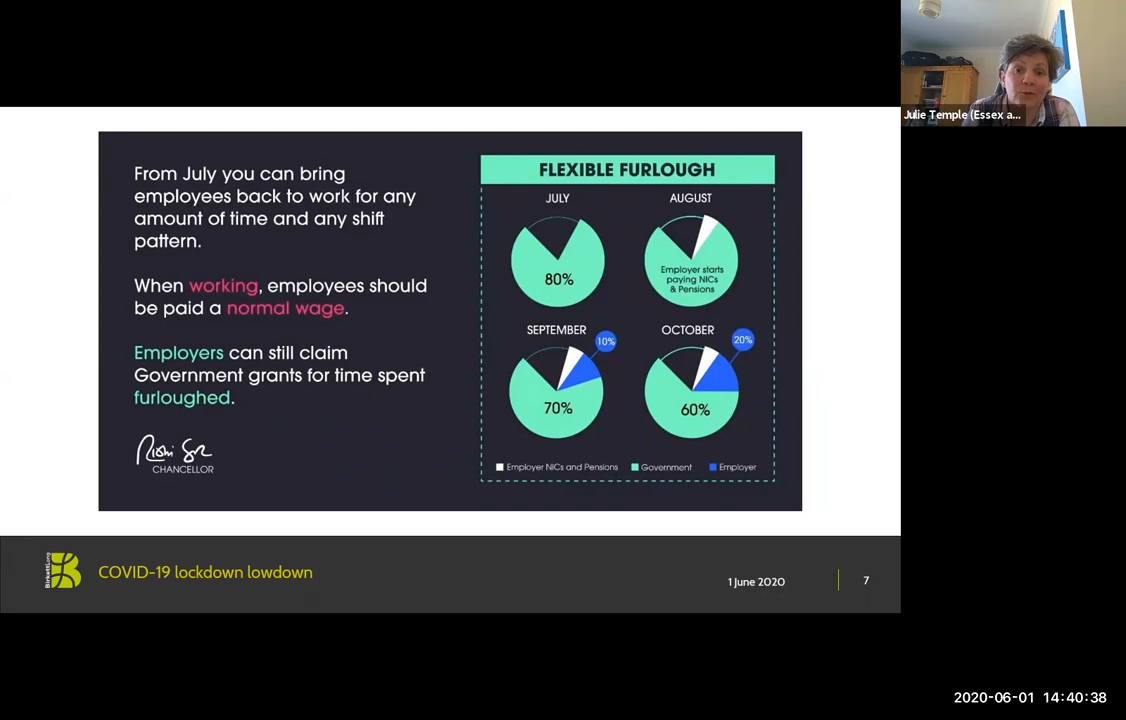 Julie Temple (Essex a...
From July you can bring
employees back to work for any
amount of time and any shift
pattern.
When working, employees should
be paid a normal wage.
Employers can still claim
Government grants for time spent
furloughed.
CHANCELLOR
FLEXIBLE FURLOUGH
JULY
80%
AUGUST
Employer starts
paying NICs
& Pensions
SEPTEMBER
10%
70%
OCTOBER
20%
60%
Employer NICs and Pensions
Government
Employer
BirkettLong
COVID-19 lockdown lowdown
1 June 2020
7
2020-06-01 14:40:38